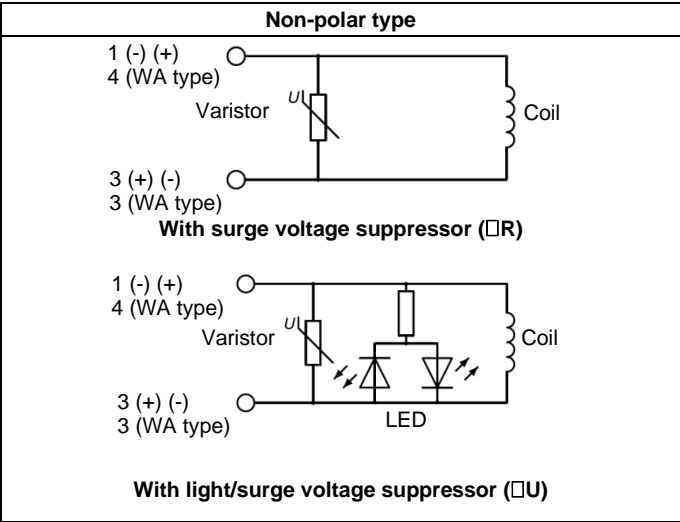 Non-polar type
1 (-) (+)
4 (WA type)
Varistor
U
Coil
3 (+) (-)
3 (WA type)
With surge voltage suppressor (□R)
1 (-) (+)
4 (WA type)
Varistor
U
Coil
3 (+) (-)
3 (WA type)
LED
With light/surge voltage suppressor (□U)